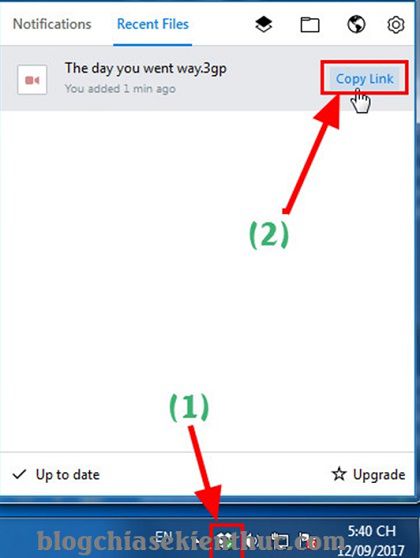 Notifications
Recent Files
The day you went way.3gp
You added 1 min ago
Copy Link
(2)
(1)
Up to date
Upgrade
EN
5:40 CH
12/09/2017
blogchiasekienthuc.com